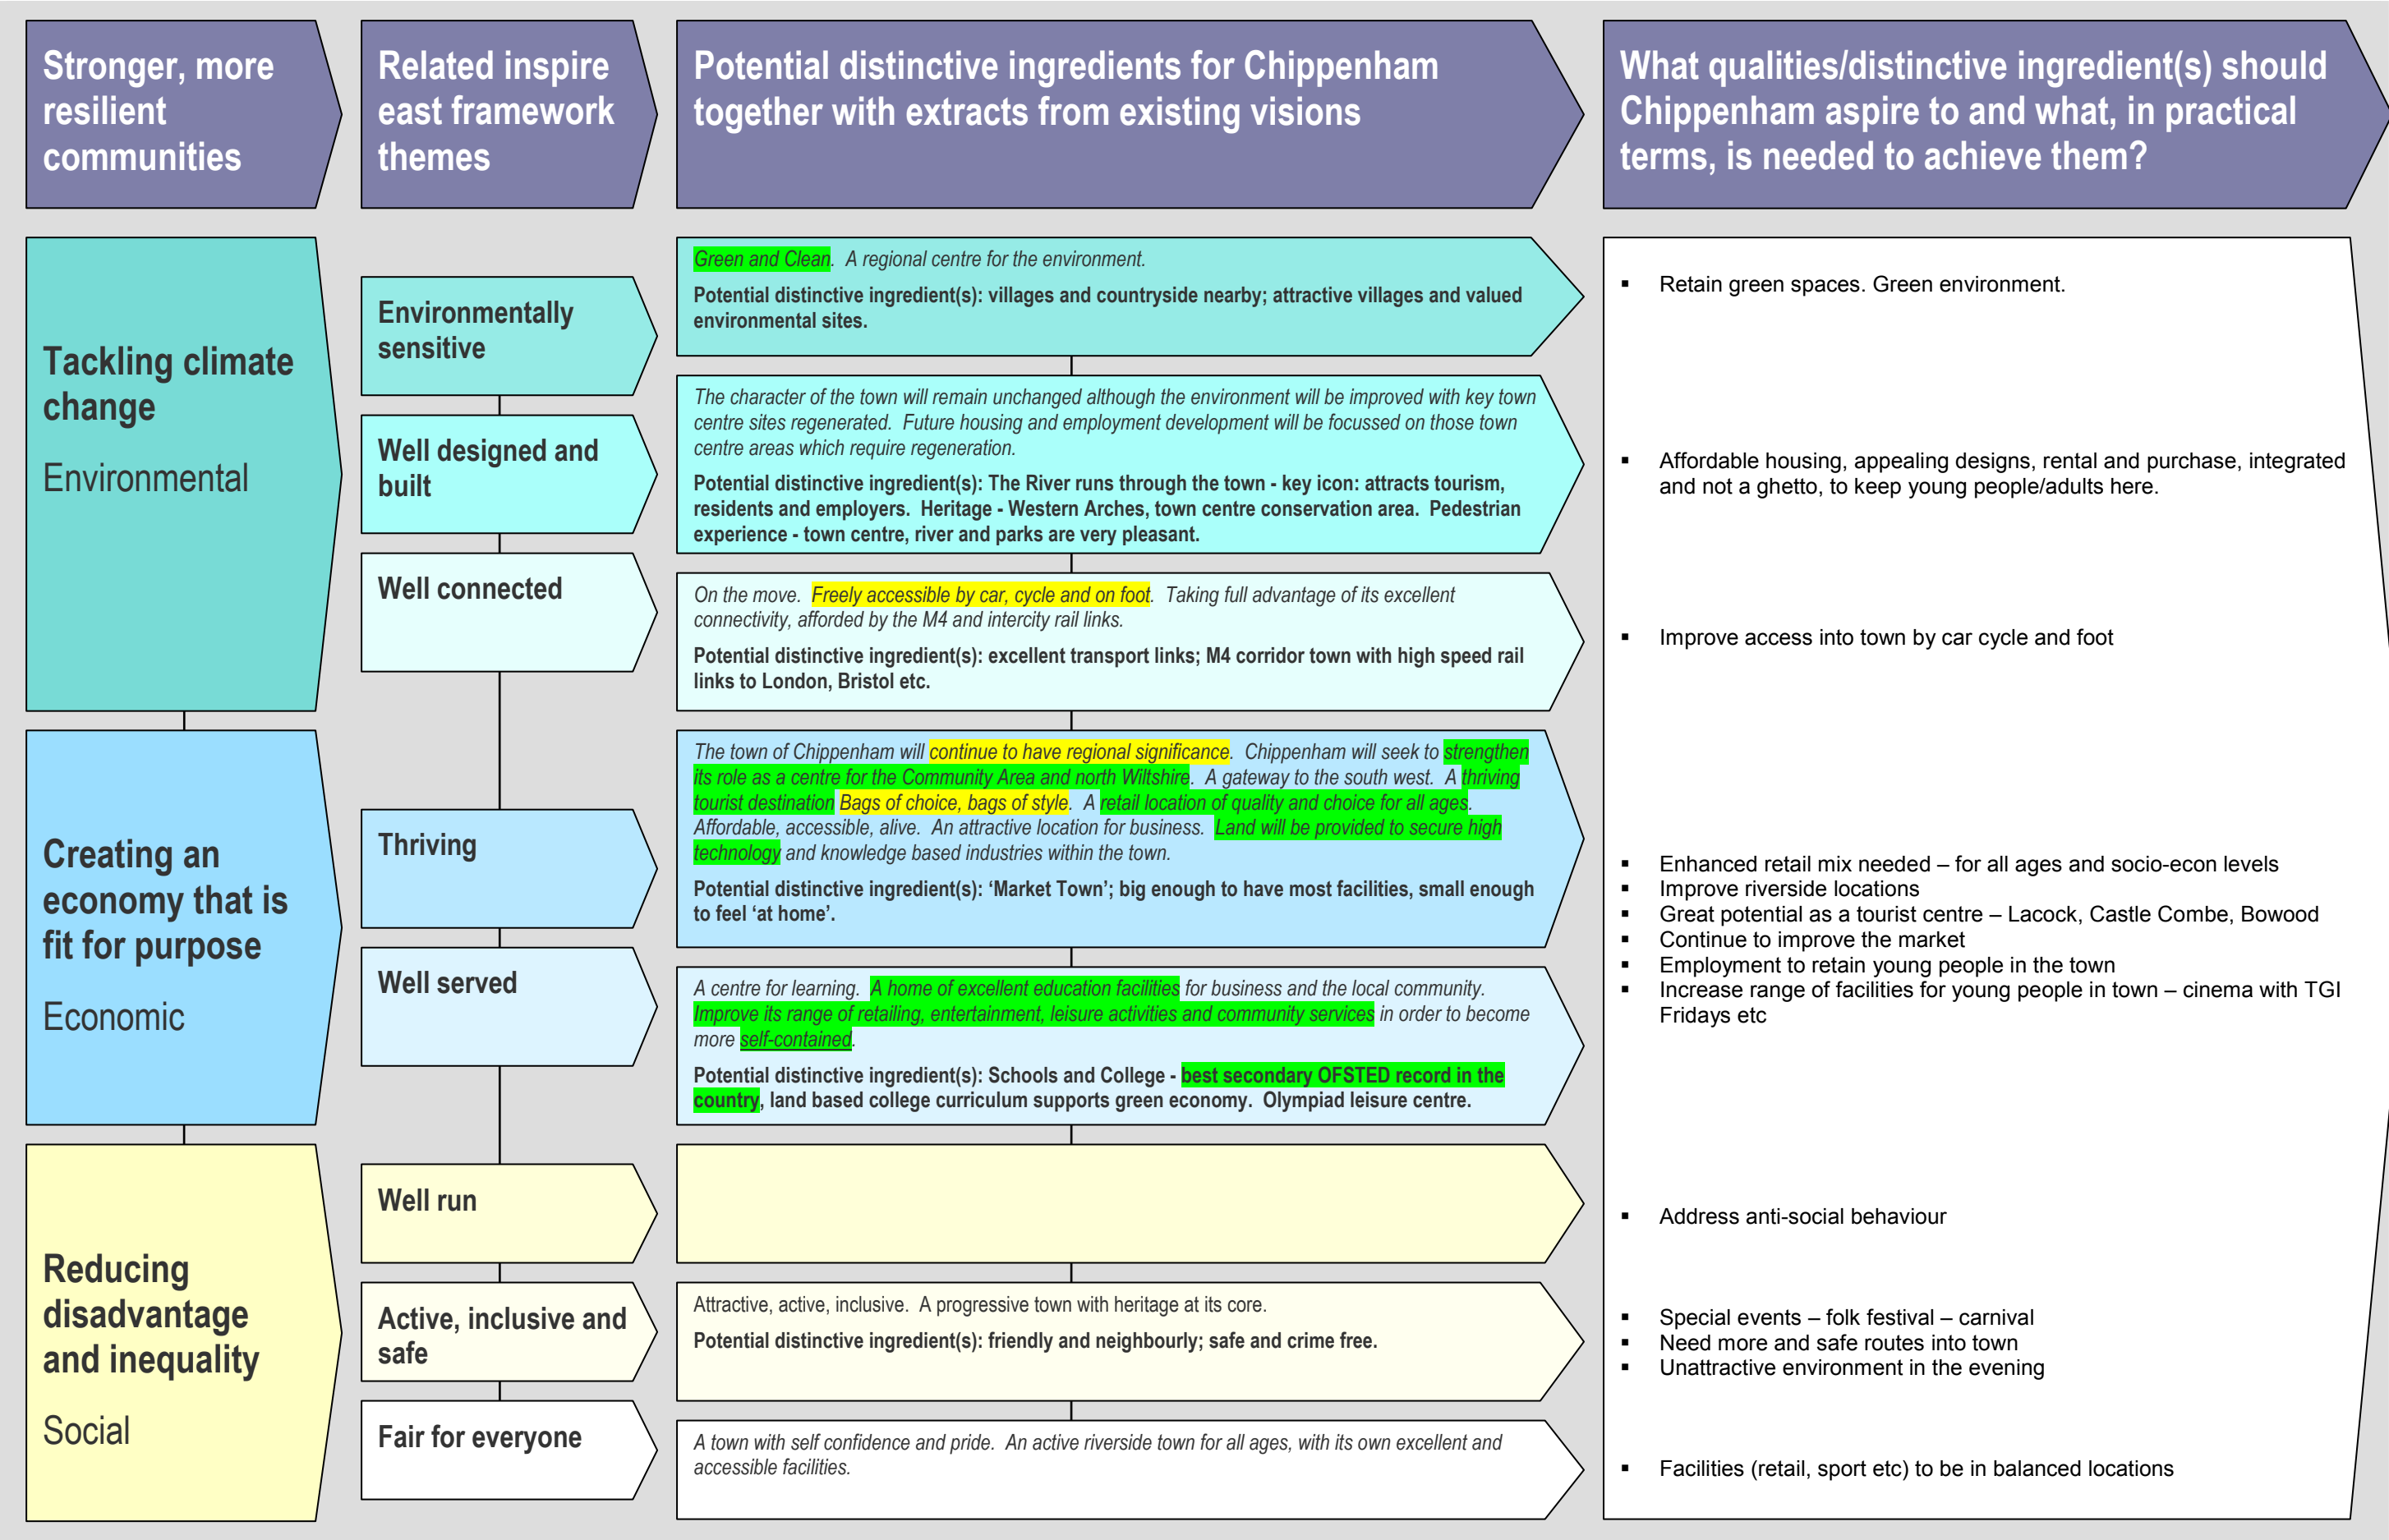 Stronger, more
resilient
communities
Related inspire
east framework
themes
Potential distinctive ingredients for Chippenham
together with extracts from existing visions
What qualities/distinctive ingredient(s) should
Chippenham aspire to and what, in practical
terms, is needed to achieve them?
Tackling climate
change
Environmental
Environmentally
sensitive
Green and Clean.  A regional centre for the environment.
Potential distinctive ingredient(s): villages and countryside nearby; attractive villages and valued
environmental sites.
▪ Retain green spaces. Green environment.
Well designed and
built
The character of the town will remain unchanged although the environment will be improved with key town
centre sites regenerated.  Future housing and employment development will be focussed on those town
centre areas which require regeneration.
Potential distinctive ingredient(s): The River runs through the town - key icon: attracts tourism,
residents and employers.  Heritage - Western Arches, town centre conservation area.  Pedestrian
experience - town centre, river and parks are very pleasant.
▪ Affordable housing, appealing designs, rental and purchase, integrated
and not a ghetto, to keep young people/adults here.
Well connected
On the move.  Freely accessible by car, cycle and on foot.  Taking full advantage of its excellent
connectivity, afforded by the M4 and intercity rail links.
Potential distinctive ingredient(s): excellent transport links; M4 corridor town with high speed rail
links to London, Bristol etc.
▪ Improve access into town by car cycle and foot
Creating an
economy that is
fit for purpose
Economic
Thriving
The town of Chippenham will continue to have regional significance.  Chippenham will seek to strengthen
its role as a centre for the Community Area and north Wiltshire.  A gateway to the south west.  A thriving
tourist destination Bags of choice, bags of style.  A retail location of quality and choice for all ages.
Affordable, accessible, alive.  An attractive location for business.  Land will be provided to secure high
technology and knowledge based industries within the town.
Potential distinctive ingredient(s): ‘Market Town’; big enough to have most facilities, small enough
to feel ‘at home’.
▪ Enhanced retail mix needed – for all ages and socio-econ levels
▪ Improve riverside locations
▪ Great potential as a tourist centre – Lacock, Castle Combe, Bowood
▪ Continue to improve the market
▪ Employment to retain young people in the town
▪ Increase range of facilities for young people in town – cinema with TGI
Fridays etc
Well served
A centre for learning.  A home of excellent education facilities for business and the local community.
Improve its range of retailing, entertainment, leisure activities and community services in order to become
more self-contained.
Potential distinctive ingredient(s): Schools and College - best secondary OFSTED record in the
country, land based college curriculum supports green economy.  Olympiad leisure centre.
Reducing
disadvantage
and inequality
Social
Well run
▪ Address anti-social behaviour
Active, inclusive and
safe
Attractive, active, inclusive.  A progressive town with heritage at its core.
Potential distinctive ingredient(s): friendly and neighbourly; safe and crime free.
▪ Special events – folk festival – carnival
▪ Need more and safe routes into town
▪ Unattractive environment in the evening
Fair for everyone
A town with self confidence and pride.  An active riverside town for all ages, with its own excellent and
accessible facilities.
▪ Facilities (retail, sport etc) to be in balanced locations